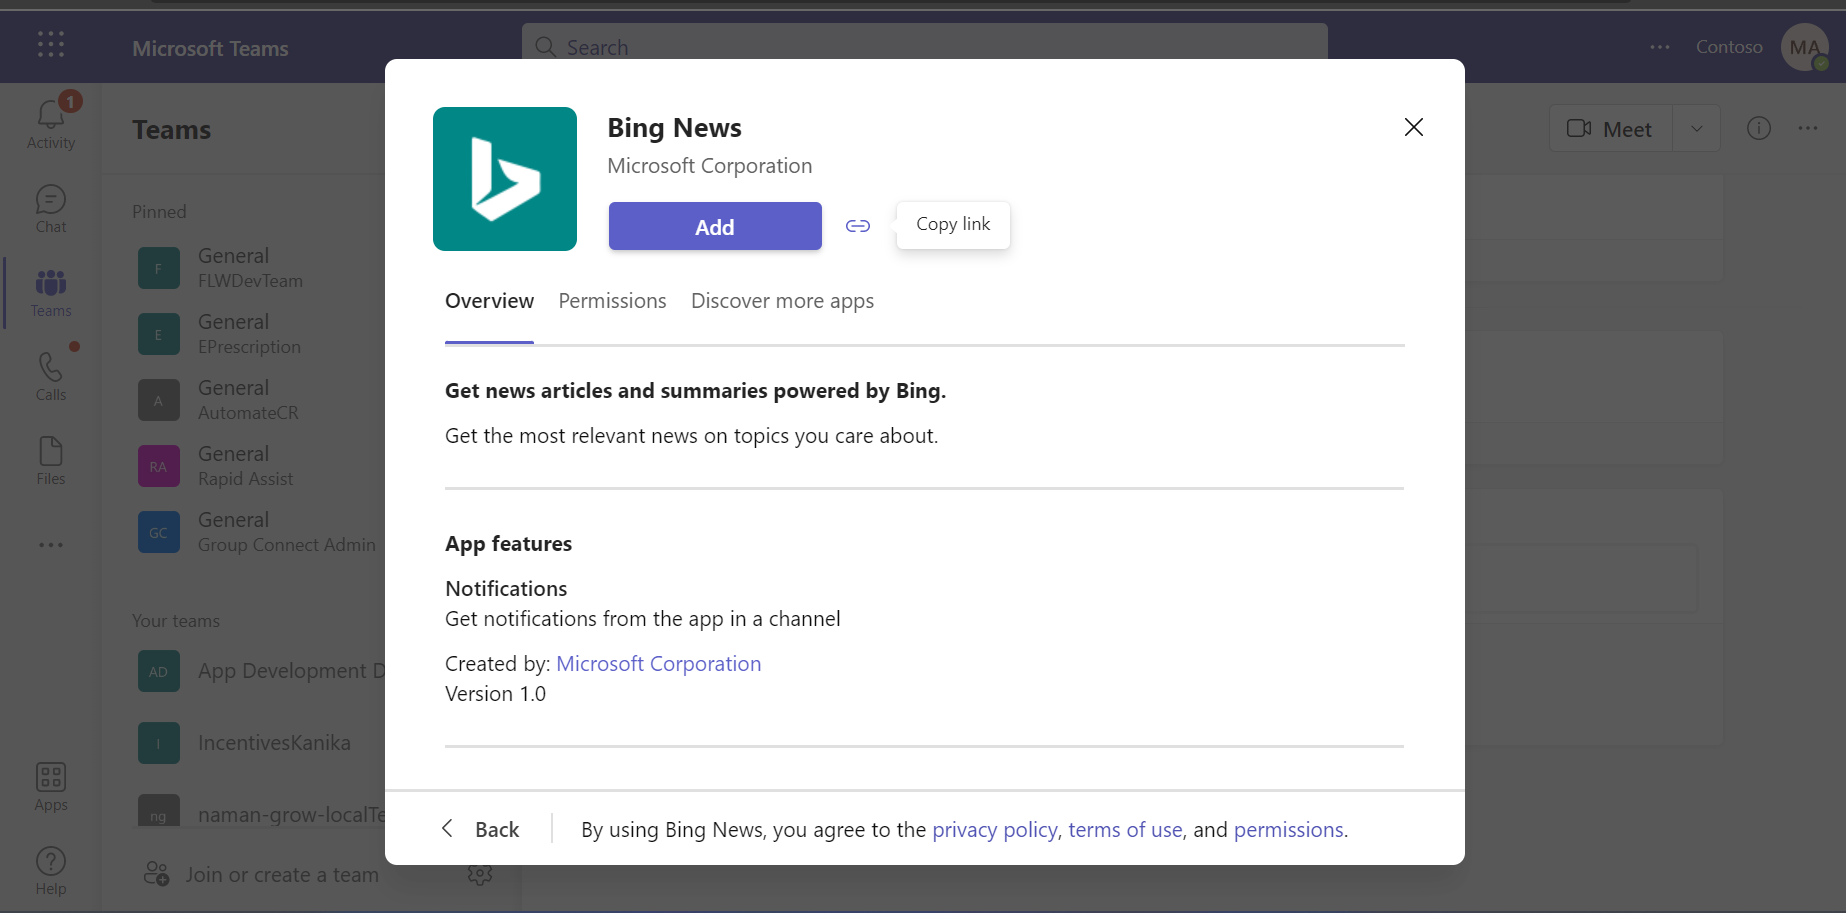 Microsoft Teams
Search
Contoso
MA
1
Activity
Chat
Teams
Calls
Files
Apps
Help
Teams
Pinned
F
General
FLWDevTeam
E
General
EPrescription
A
General
AutomateCR
RA
General
Rapid Assist
GC
General
Group Connect Admin
Your teams
AD
App Development D
I
IncentivesKanika
ng
naman-grow-localTe
Join or create a team
Meet
Bing News
Microsoft Corporation
Add
Copy link
Overview Permissions Discover more apps
Get news articles and summaries powered by Bing.
Get the most relevant news on topics you care about.
App features
Notifications
Get notifications from the app in a channel
Created by: Microsoft Corporation
Version 1.0
Back
By using Bing News, you agree to the privacy policy, terms of use, and permissions.